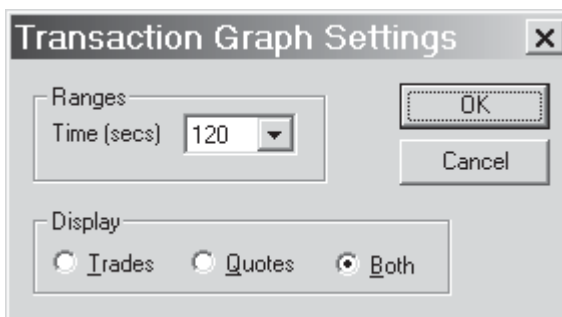 Transaction Graph Settings
Ranges
Time (secs) 120
OK
Cancel
Display
Trades Quotes Both